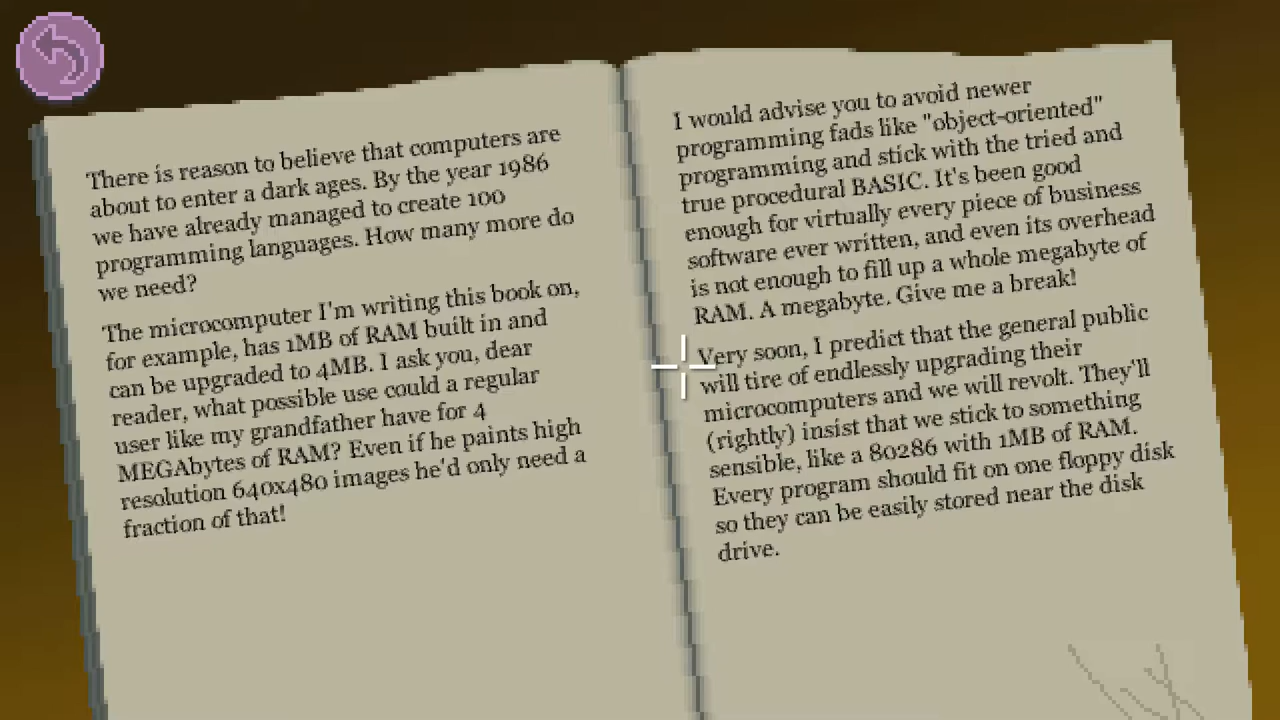 There is reason to believe that computers are
about to enter a dark ages. By the year 1986
we have already managed to create 100
programming languages. How many more do
we need?
The microcomputer I'm writing this book on,
for example, has 1MB of RAM built in and
can be upgraded to 4MB. I ask you, dear
reader, what possible use could a regular
user like my grandfather have for 4
MEGAbytes of RAM? Even if he paints high
resolution 640x480 images he'd only need a
fraction of that!
I would advise you to avoid newer
programming fads like "object-oriented"
programming and stick with the tried and
true procedural BASIC. It's been good
enough for virtually every piece of business
software ever written, and even its overhead
is not enough to fill up a whole megabyte of
RAM. A megabyte. Give me a break!
Very soon, I predict that the general public
will tire of endlessly upgrading their
microcomputers and we will revolt. They'll
(rightly) insist that we stick to something
sensible, like a 80286 with 1MB of RAM.
Every program should fit on one floppy disk
so they can be easily stored near the disk
drive.